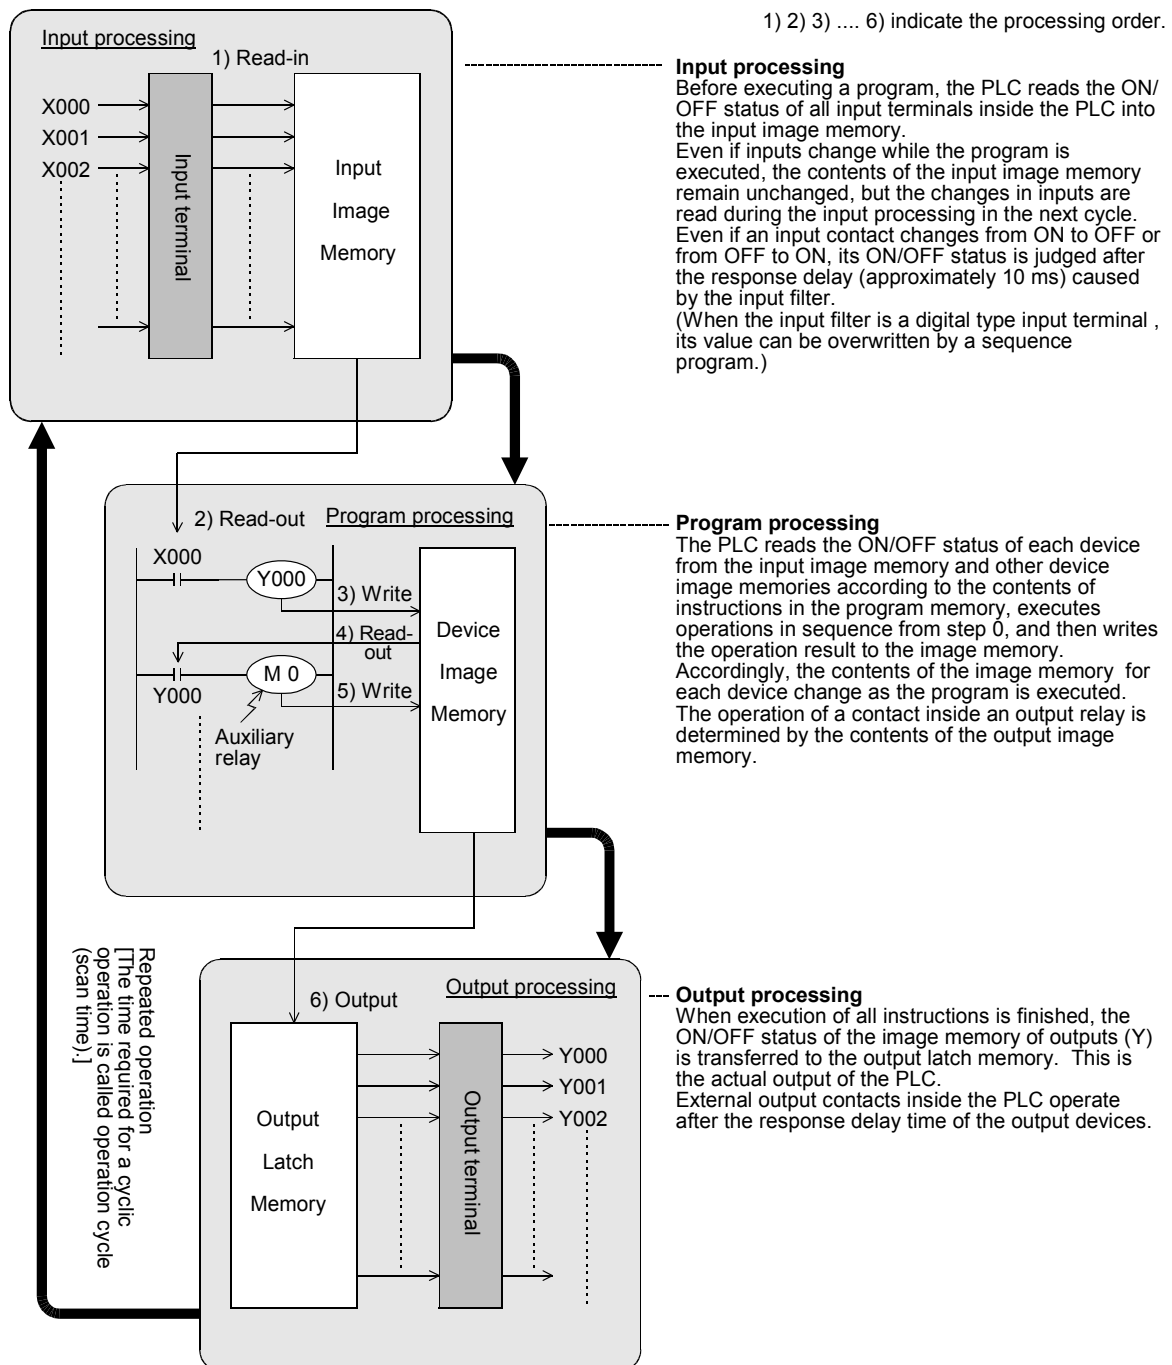 1) 2) 3) .... 6) indicate the processing order.
Input processing
1) Read-in
X000
X001
X002
Input terminal
Input
Image
Memory
Input processing
Before executing a program, the PLC reads the ON/
OFF status of all input terminals inside the PLC into
the input image memory.
Even if inputs change while the program is
executed, the contents of the input image memory
remain unchanged, but the changes in inputs are
read during the input processing in the next cycle.
Even if an input contact changes from ON to OFF or
from OFF to ON, its ON/OFF status is judged after
the response delay (approximately 10 ms) caused
by the input filter.
(When the input filter is a digital type input terminal ,
its value can be overwritten by a sequence
program.)
2) Read-out
Program processing
X000
Y000
3) Write
4) Read-
out
Y000
M 0
5) Write
Auxiliary
relay
Device
Image
Memory
Program processing
The PLC reads the ON/OFF status of each device
from the input image memory and other device
image memories according to the contents of
instructions in the program memory, executes
operations in sequence from step 0, and then writes
the operation result to the image memory.
Accordingly, the contents of the image memory  for
each device change as the program is executed.
The operation of a contact inside an output relay is
determined by the contents of the output image
memory.
Repeated operation
[The time required for a cyclic
operation is called operation cycle
(scan time).]
6) Output
Output processing
Output
Latch
Memory
Output terminal
Y000
Y001
Y002
Output processing
When execution of all instructions is finished, the
ON/OFF status of the image memory of outputs (Y)
is transferred to the output latch memory.  This is
the actual output of the PLC.
External output contacts inside the PLC operate
after the response delay time of the output devices.